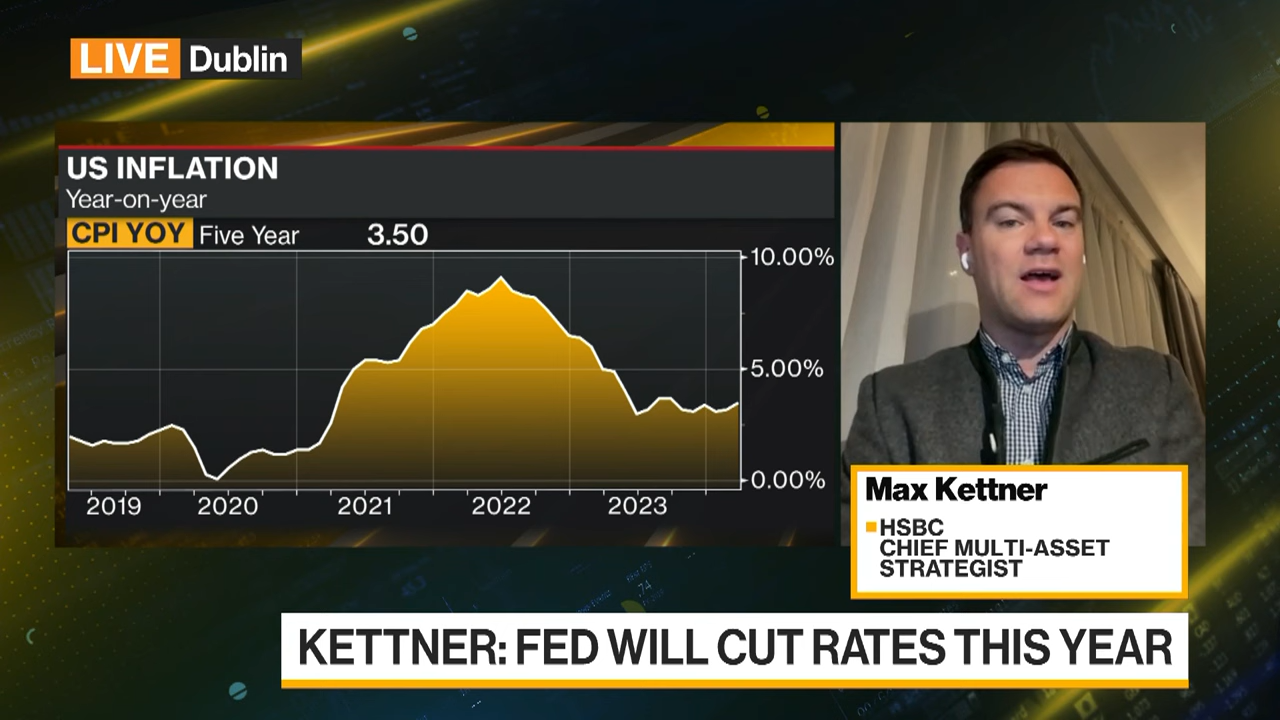 LIVE Dublin
US INFLATION
Year-on-year
CPI YOY Five Year 3.50
10.00%
5.00%
0.00%
2019 2020 2021 2022 2023
Max Kettner
HSBC
CHIEF MULTI-ASSET
STRATEGIST
KETTNER: FED WILL CUT RATES THIS YEAR